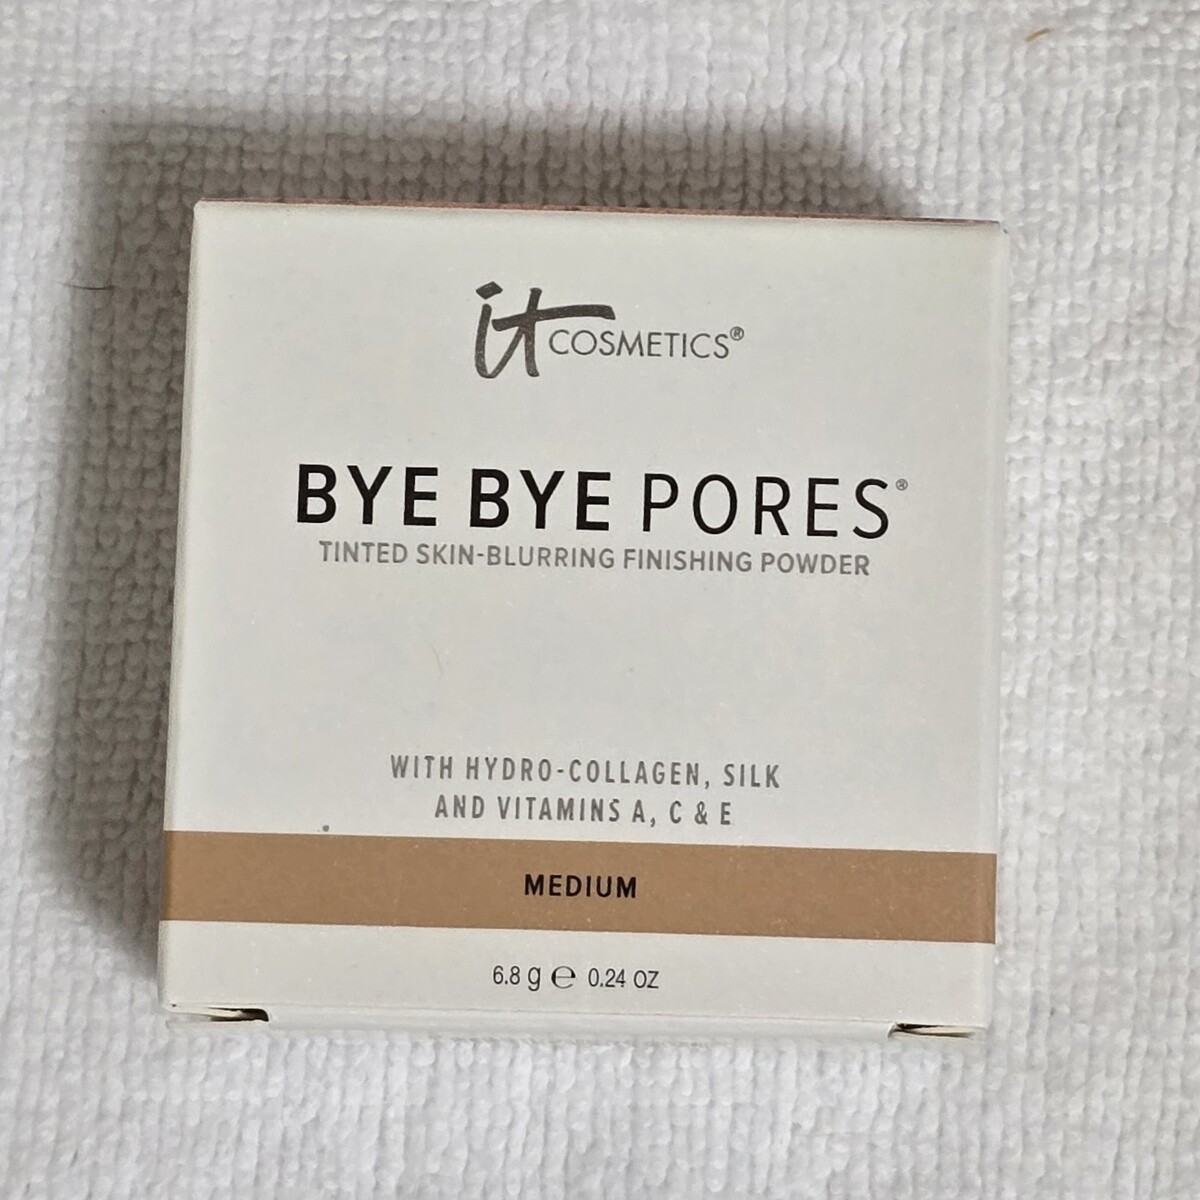 it COSMETICS®
BYE BYE PORES®
TINTED SKIN-BLURRING FINISHING POWDER
WITH HYDRO-COLLAGEN, SILK
AND VITAMINS A, C & E
MEDIUM
6.8 g ℮ 0.24 OZ